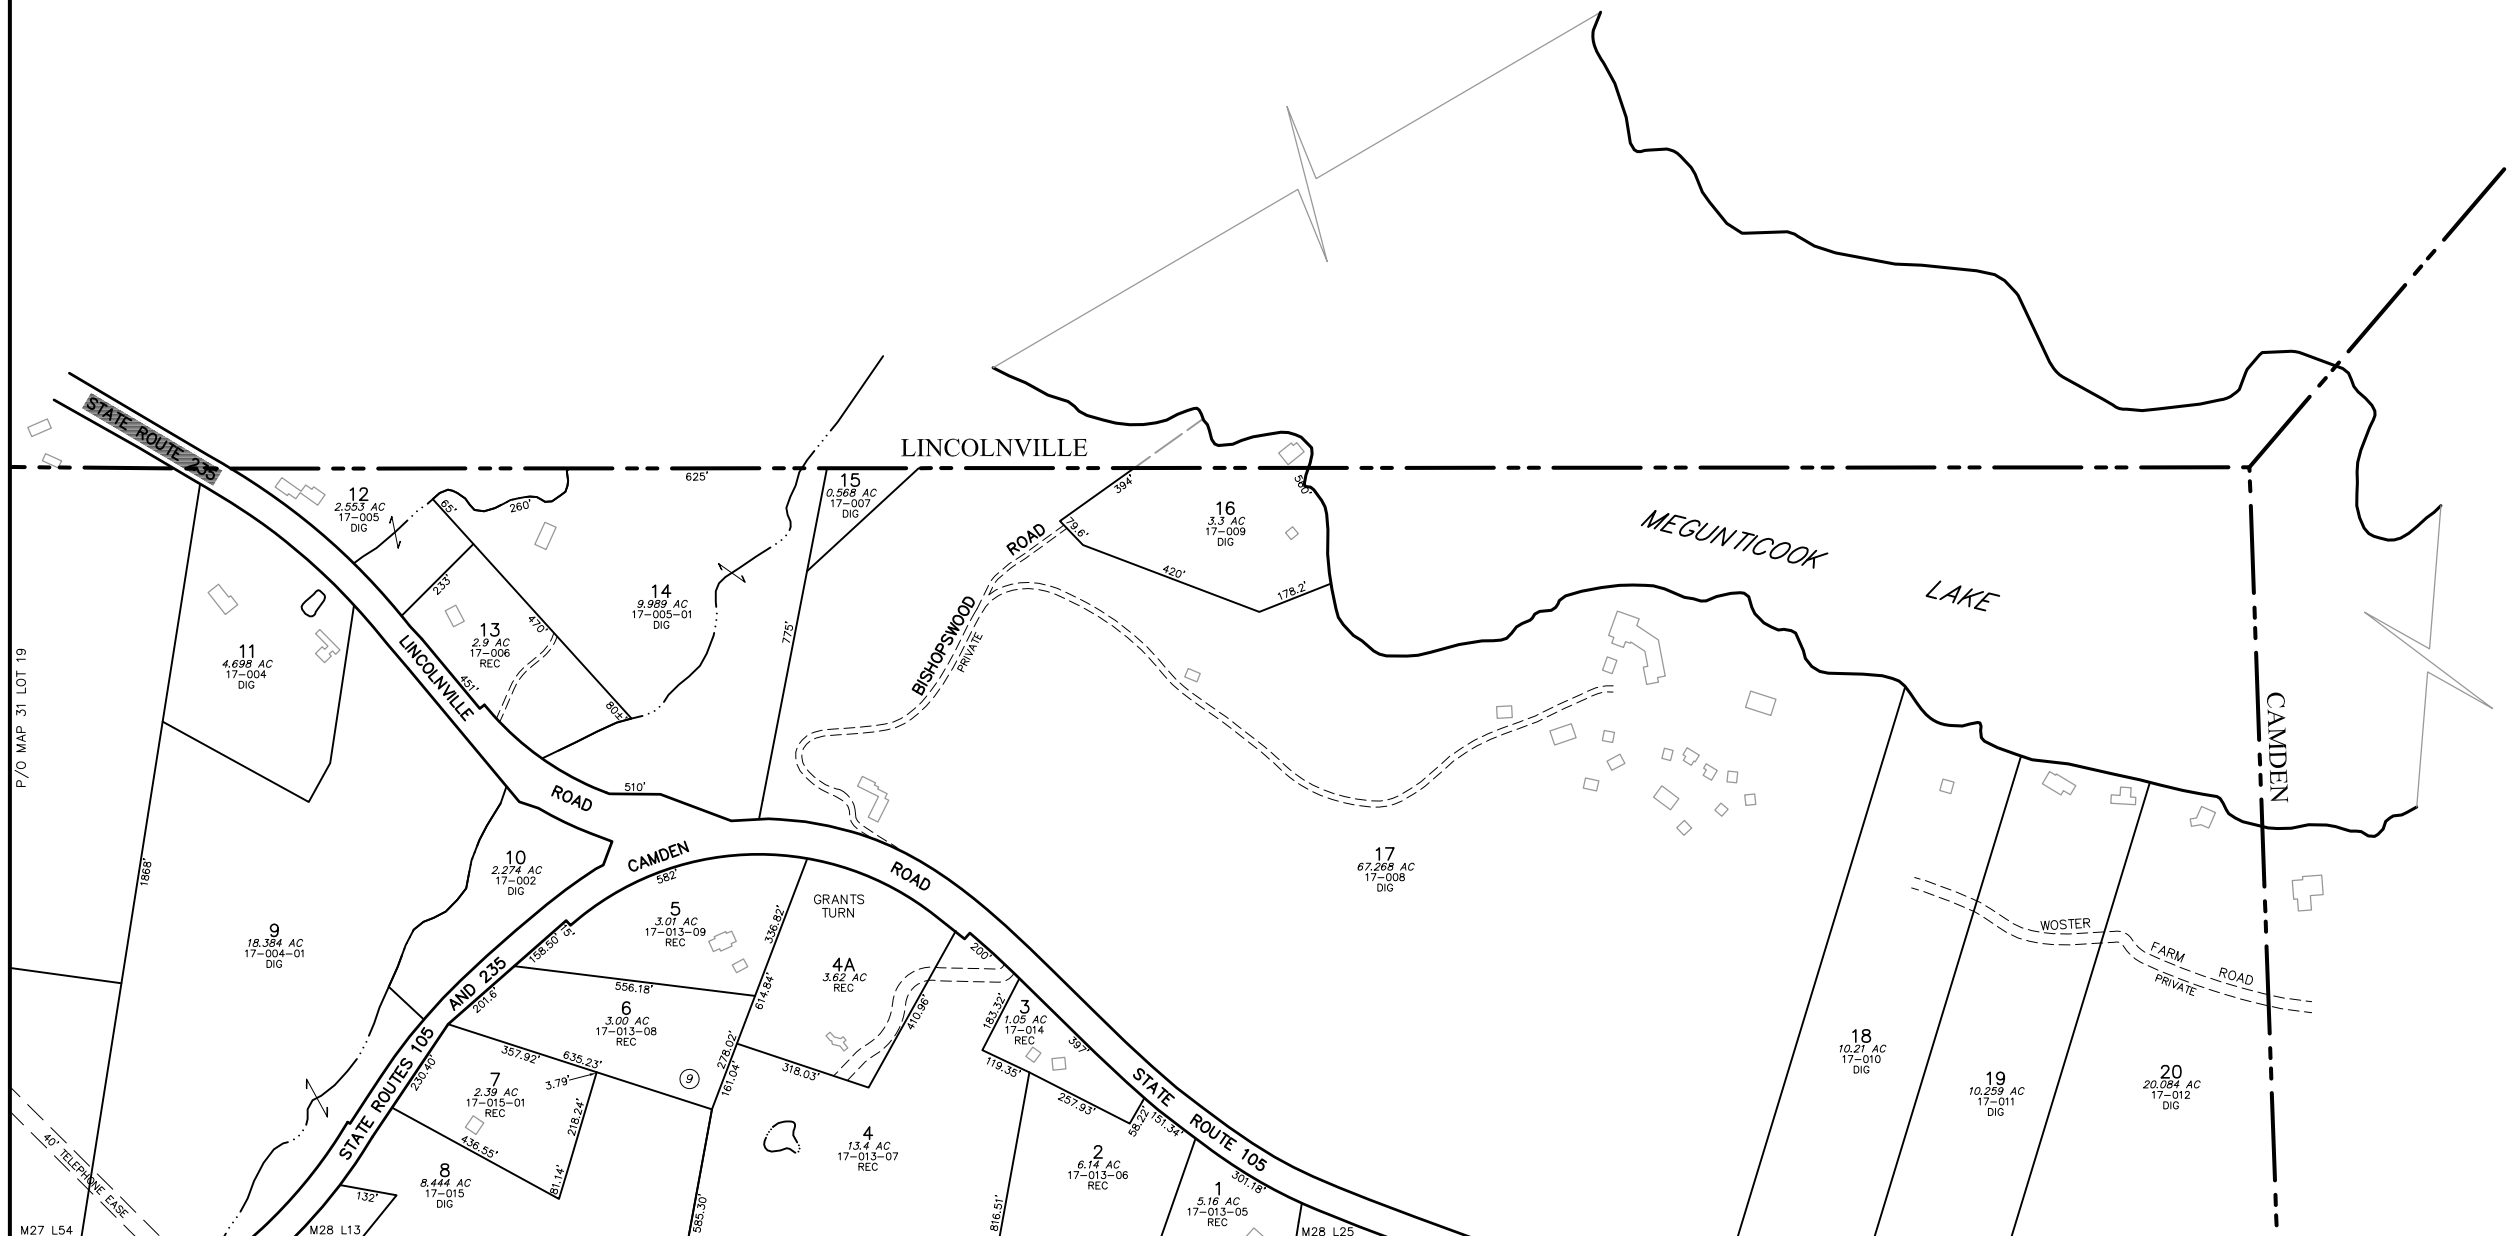 STATE ROUTE 235
LINCOLNVILLE
625'
12
2.553 AC
17-005
DIG
65'
260'
15
0.568 AC
17-007
DIG
394'
560'
16
3.3 AC
17-009
DIG
79.6'
420'
178.2'
MEGUNTICOOK
LAKE
CAMDEN
BISHOPSWOOD
ROAD
PRIVATE
14
9.989 AC
17-005-01
DIG
233'
470'
13
2.9 AC
17-006
REC
451'
80±'
775'
11
4.698 AC
17-004
DIG
P/O MAP 31 LOT 19
LINCOLNVILLE
ROAD
510'
1868'
10
2.274 AC
17-002
DIG
CAMDEN
ROAD
582'
17
67.268 AC
17-008
DIG
GRANTS
TURN
5
3.01 AC
17-013-09
REC
336.82'
614.84'
278.02'
158.50'
15'
9
18.384 AC
17-004-01
DIG
4A
3.62 AC
REC
200'
410.96'
318.03'
WOSTER
FARM
ROAD
PRIVATE
STATE ROUTES 105
AND 235
201.6'
230.40'
556.18'
6
3.00 AC
17-013-08
REC
357.92'
635.23'
3.79'
9
161.04'
3
1.05 AC
17-014
REC
183.32'
397'
119.35'
257.93'
58.22'
151.34'
18
10.21 AC
17-010
DIG
19
10.259 AC
17-011
DIG
20
20.084 AC
17-012
DIG
7
2.39 AC
17-015-01
REC
218.24'
436.55'
81.14'
STATE ROUTE 105
4
13.4 AC
17-013-07
REC
2
6.14 AC
17-013-06
REC
8
8.444 AC
17-015
DIG
132'
40'
TELEPHONE EASE
585.30'
816.51'
1
5.16 AC
17-013-05
REC
301.18'
M27 L54
M28 L13
M28 L25